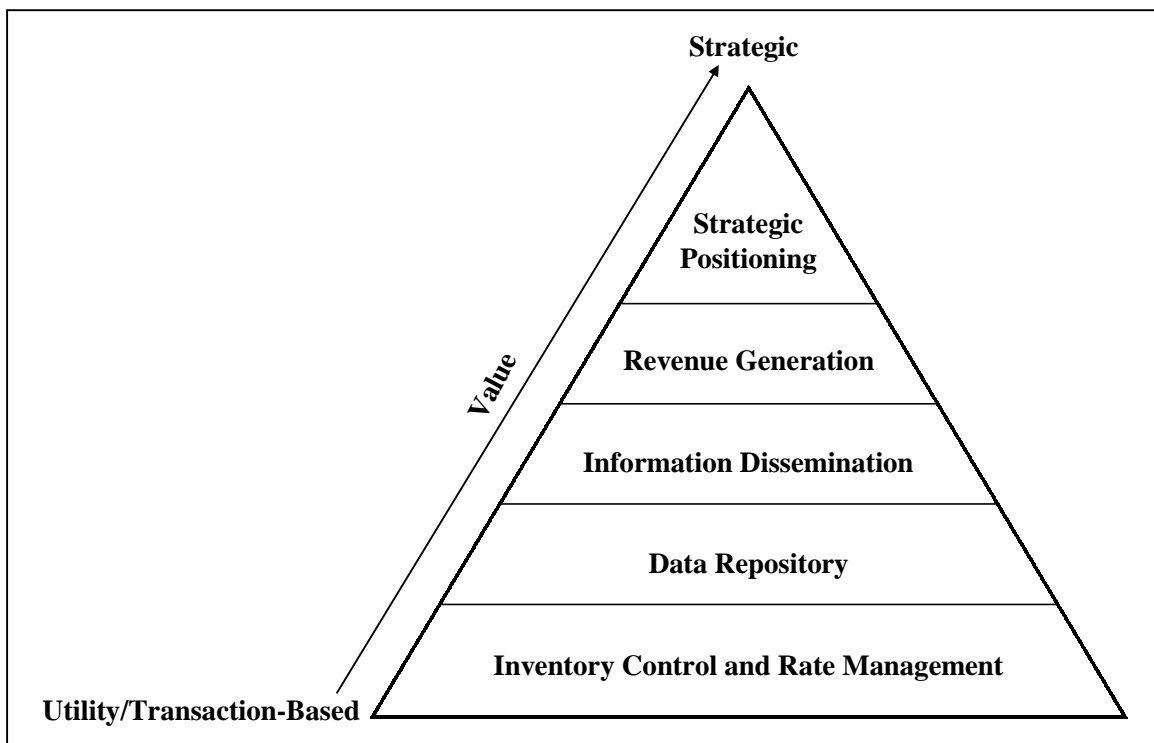 Strategic
Strategic
Positioning
Revenue Generation
Value
Information Dissemination
Data Repository
Inventory Control and Rate Management
Utility/Transaction-Based